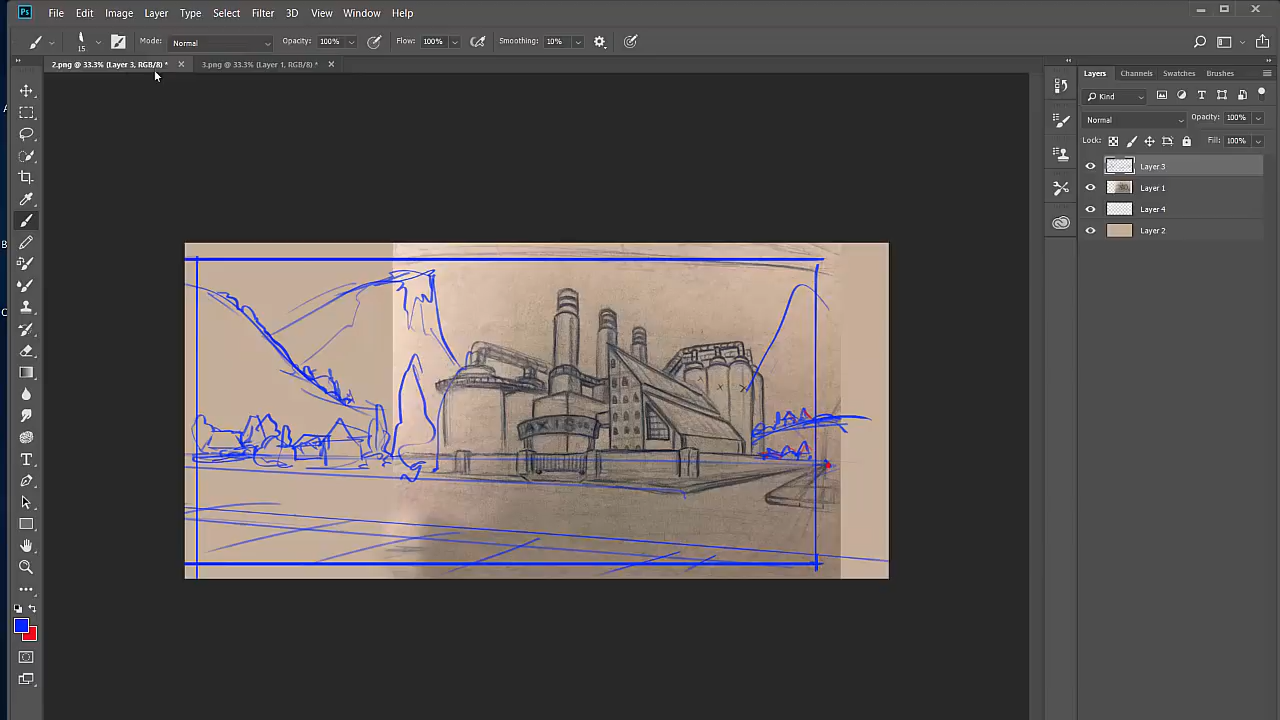 Ps File Edit Image Layer Type Select Filter 3D View Window Help
15 Mode: Normal Opacity: 100% Flow: 100% Smoothing: 10%
2.png @ 33.3% (Layer 3, RGB/8) * × 3.png @ 33.3% (Layer 1, RGB/8) * ×
Layers Channels Swatches Brushes
Kind
Normal Opacity: 100%
Lock: Fill: 100%
Layer 3
Layer 1
Layer 4
Layer 2
AXIS